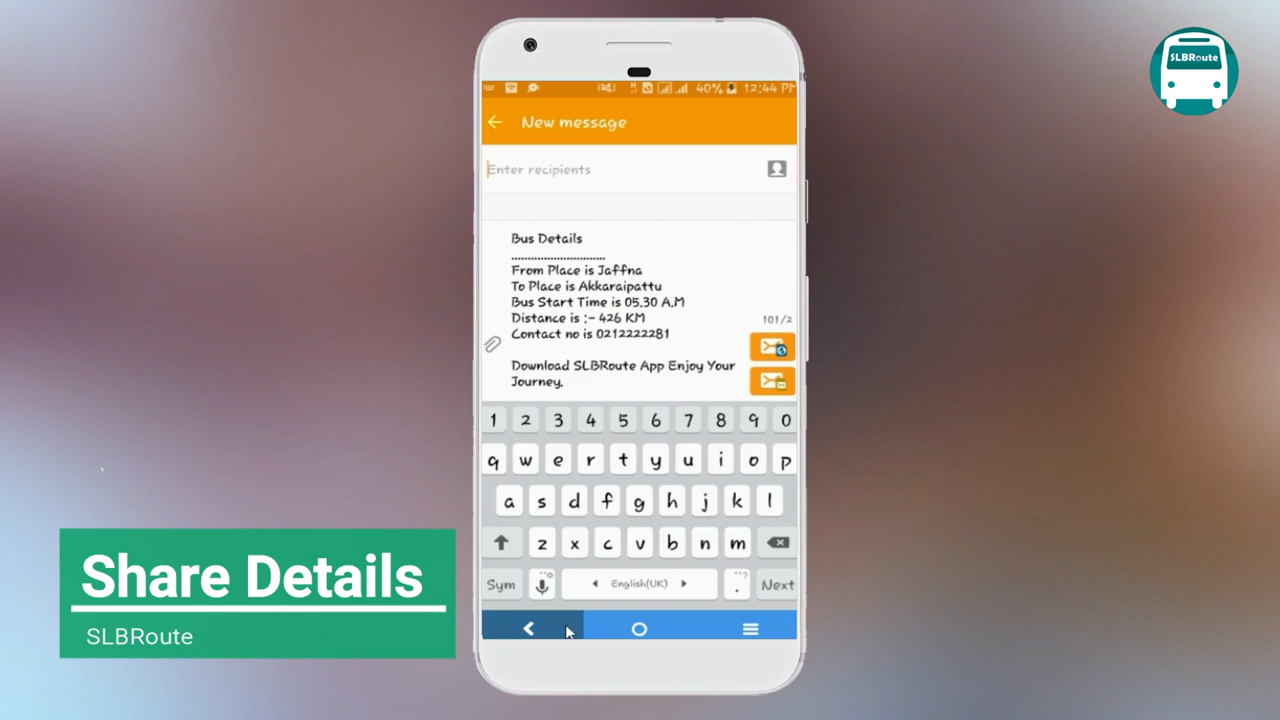 SLBRoute
40% 12:44 PM
New message
Enter recipients
Bus Details
..............................
From Place is Jaffna
To Place is Akkaraipattu
Bus Start Time is 05.30 A.M
Distance is :- 426 KM
101/2
Contact no is 0212222281
Download SLBRoute App Enjoy Your
Journey.
1 2 3 4 5 6 7 8 9 0
q w e r t y u i o p
a s d f g h j k l
z x c v b n m
Sym English(UK) . Next
Share Details
SLBRoute